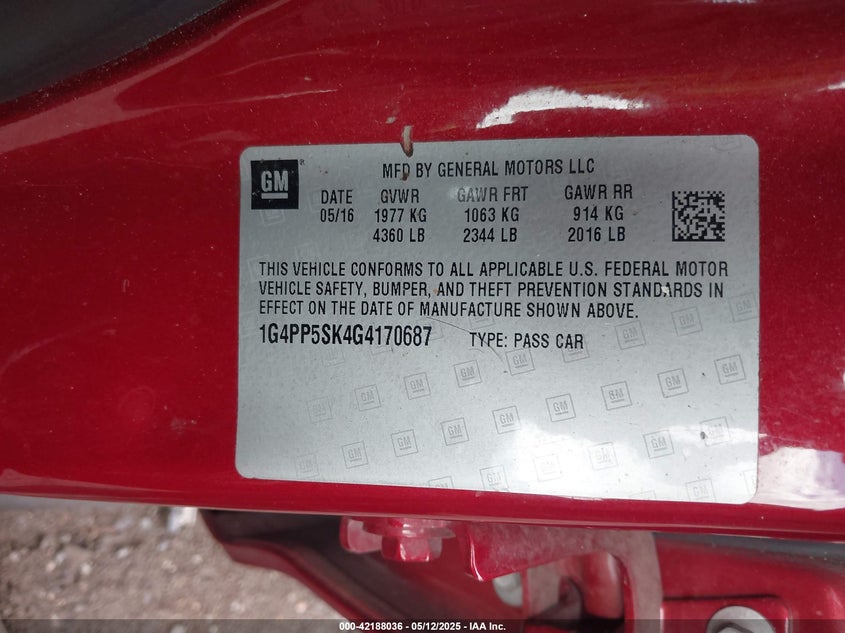 GM
MFD BY GENERAL MOTORS LLC
DATE GVWR GAWR FRT GAWR RR
05/16 1977 KG 1063 KG 914 KG
4360 LB 2344 LB 2016 LB
THIS VEHICLE CONFORMS TO ALL APPLICABLE U.S. FEDERAL MOTOR
VEHICLE SAFETY, BUMPER, AND THEFT PREVENTION STANDARDS IN
EFFECT ON THE DATE OF MANUFACTURE SHOWN ABOVE.
1G4PP5SK4G4170687 TYPE: PASS CAR
000-42188036 - 05/12/2025 - IAA Inc.